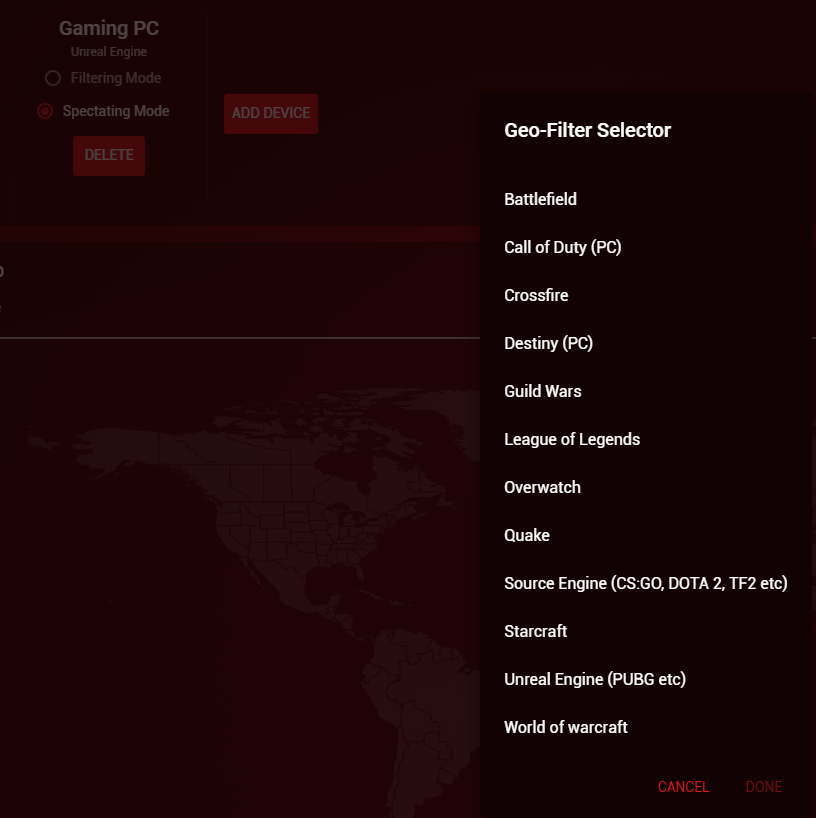 Gaming PC
Unreal Engine
Filtering Mode
Spectating Mode
DELETE
ADD DEVICE
Geo-Filter Selector
Battlefield
Call of Duty (PC)
Crossfire
Destiny (PC)
Guild Wars
League of Legends
Overwatch
Quake
Source Engine (CS:GO, DOTA 2, TF2 etc)
Starcraft
Unreal Engine (PUBG etc)
World of warcraft
CANCEL DONE